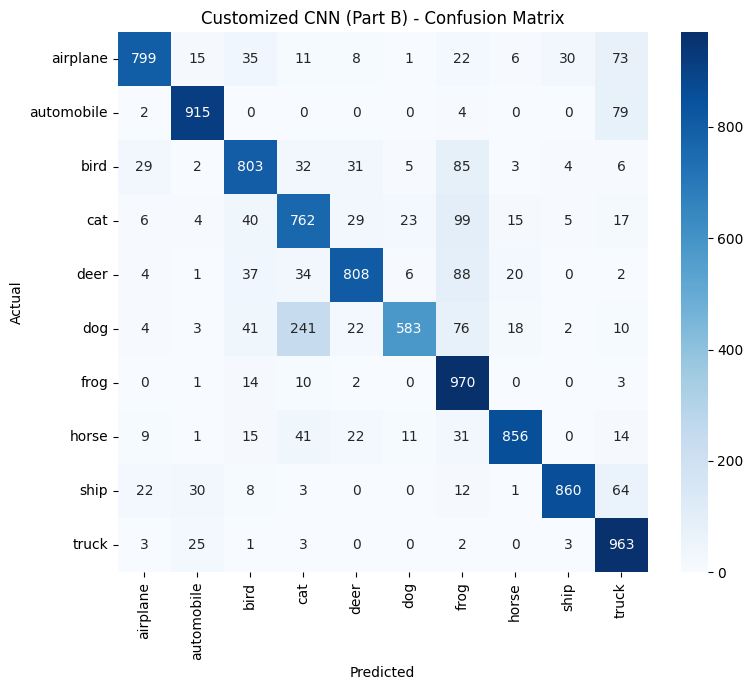 Customized CNN (Part B) - Confusion Matrix
Actual
airplane 799 15 35 11 8 1 22 6 30 73
automobile 2 915 0 0 0 0 4 0 0 79
bird 29 2 803 32 31 5 85 3 4 6
cat 6 4 40 762 29 23 99 15 5 17
deer 4 1 37 34 808 6 88 20 0 2
dog 4 3 41 241 22 583 76 18 2 10
frog 0 1 14 10 2 0 970 0 0 3
horse 9 1 15 41 22 11 31 856 0 14
ship 22 30 8 3 0 0 12 1 860 64
truck 3 25 1 3 0 0 2 0 3 963
airplane automobile bird cat deer dog frog horse ship truck
Predicted
800
600
400
200
0